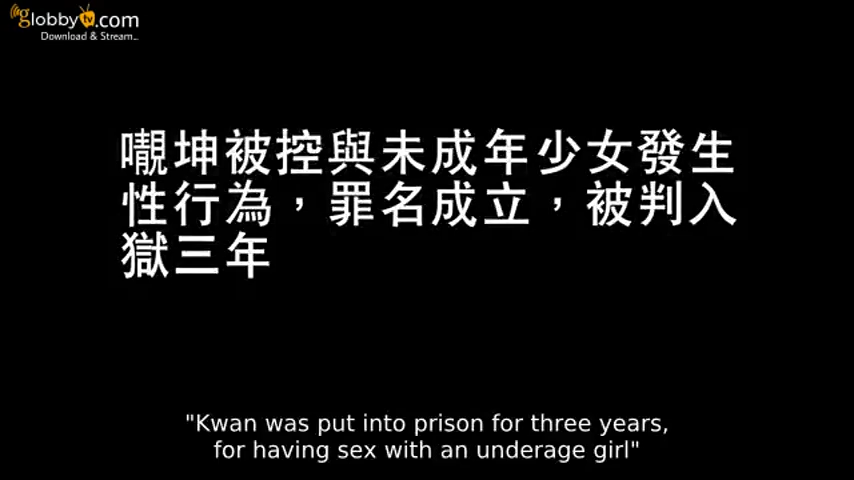 globbytv.com
Download & Stream...
嚫坤被控與未成年少女發生
性行為，罪名成立，被判入
獄三年
"Kwan was put into prison for three years,
for having sex with an underage girl"